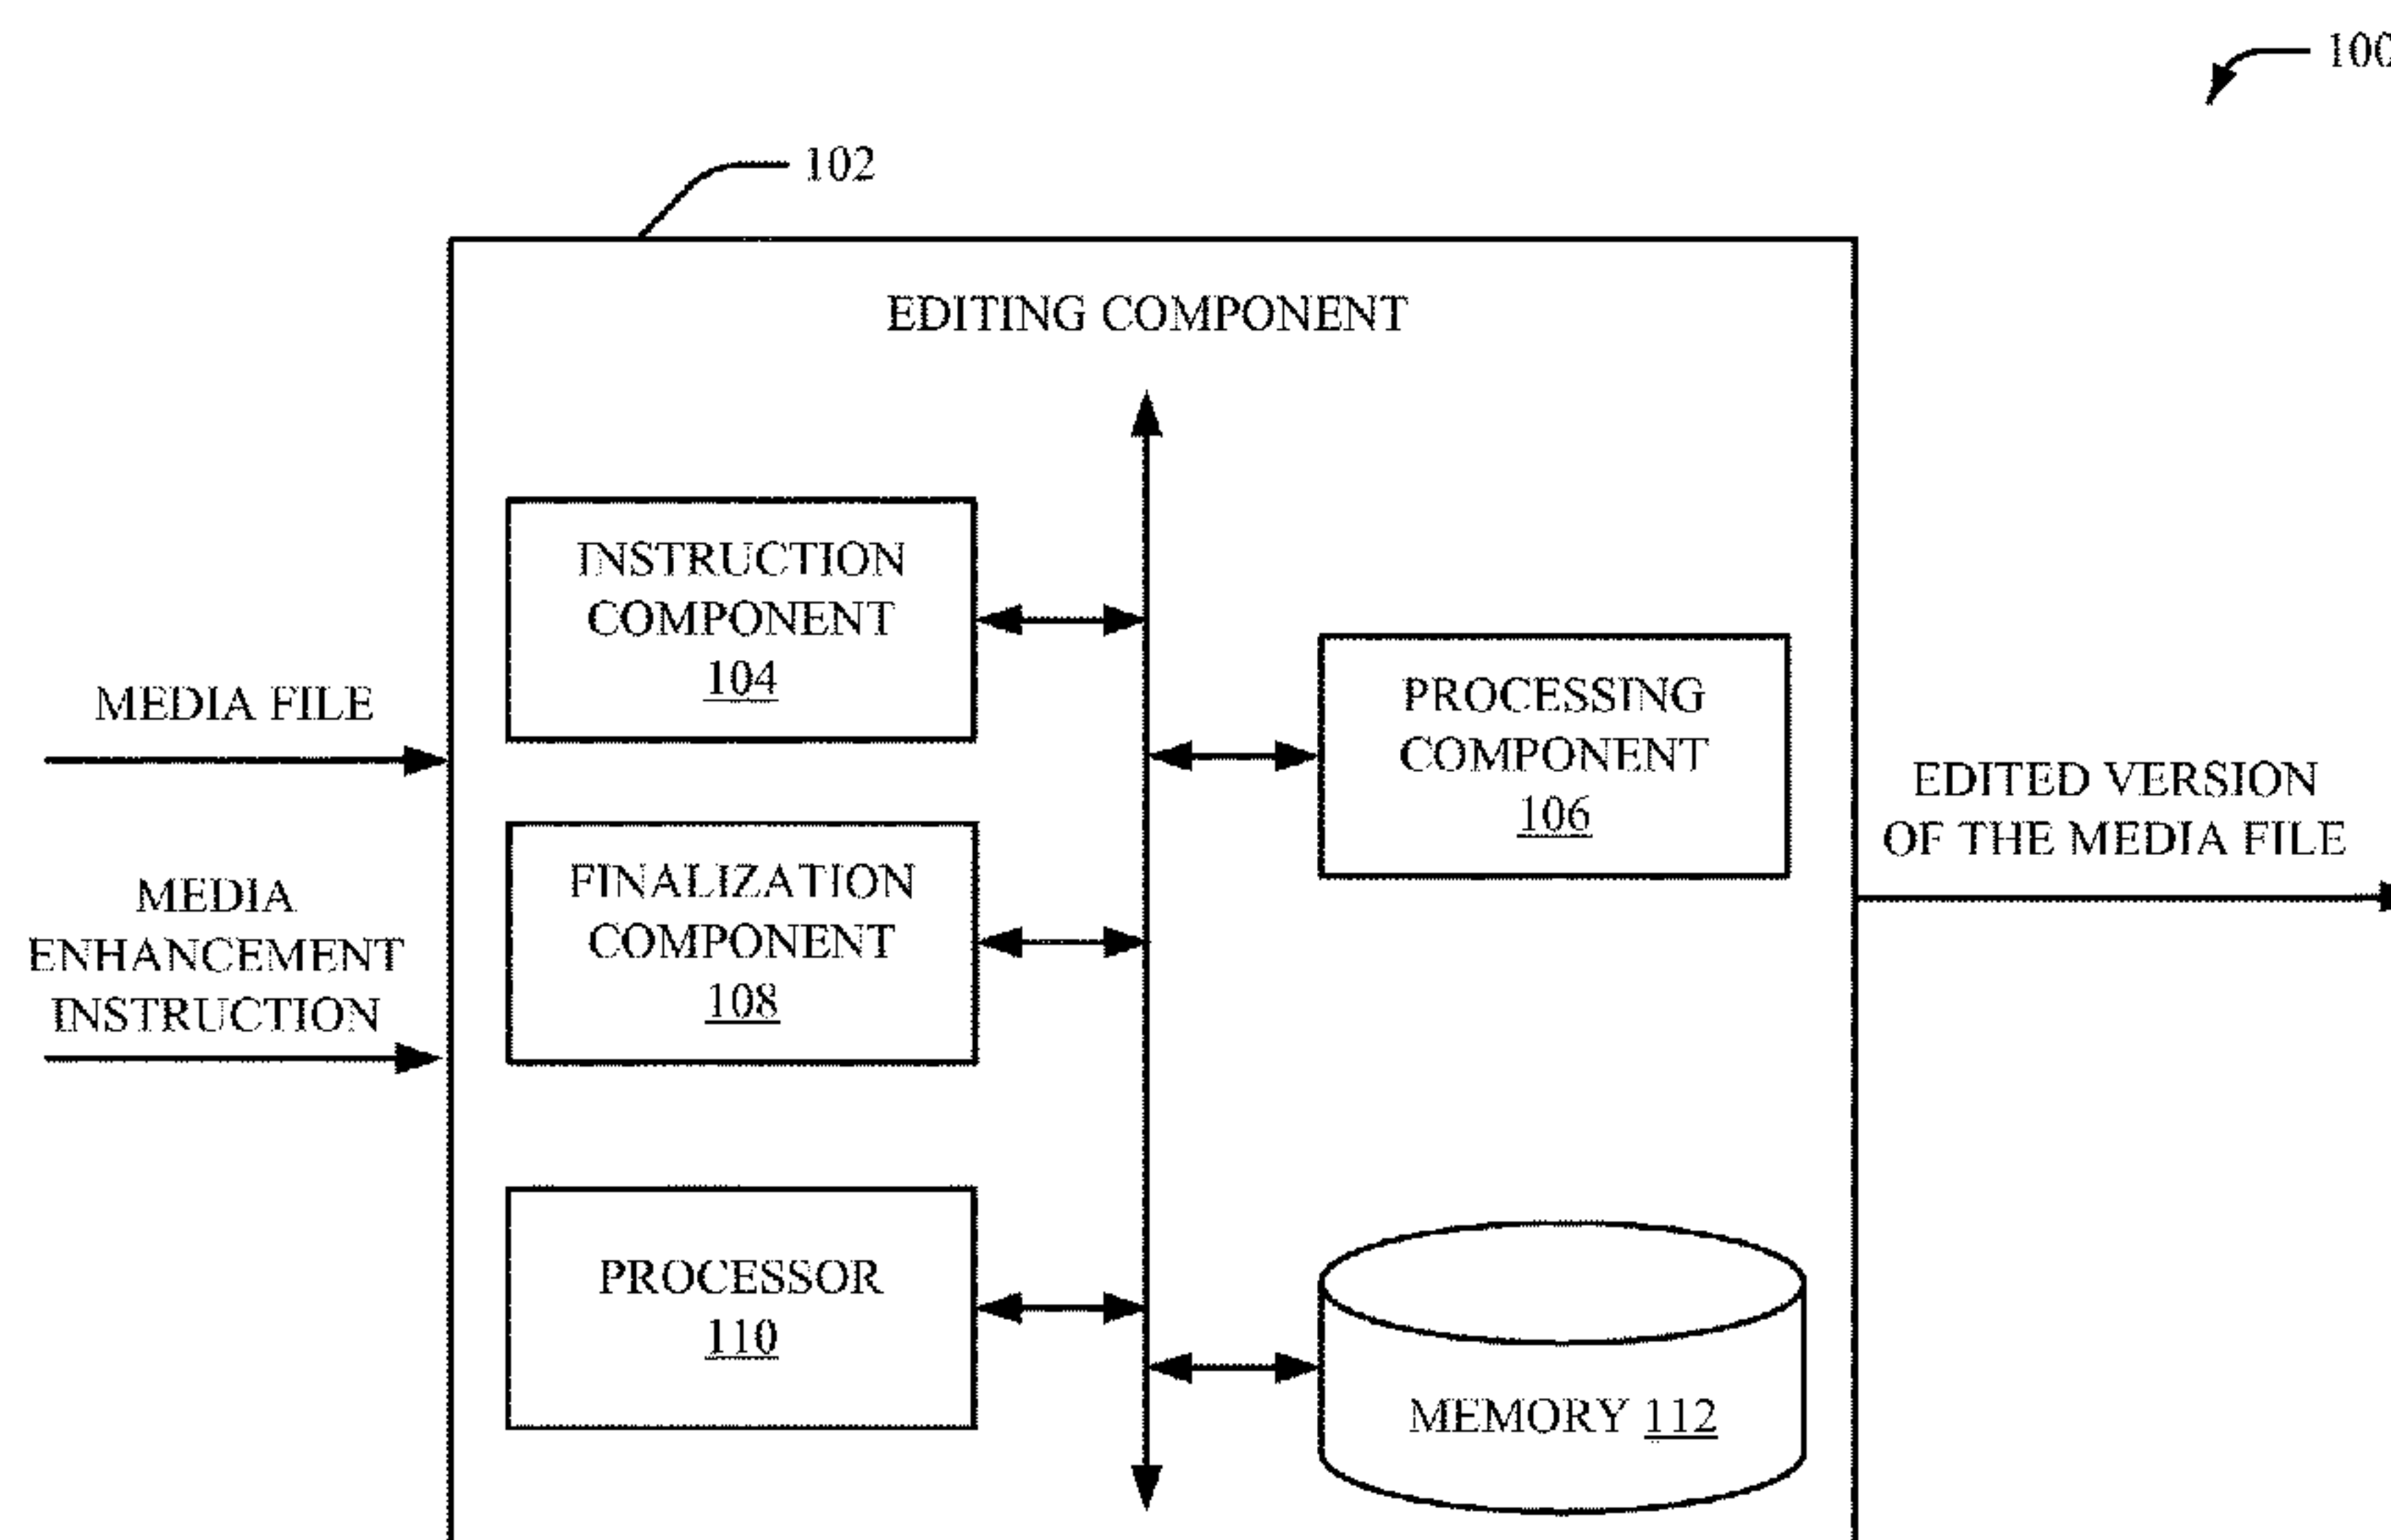 100
102
EDITING COMPONENT
INSTRUCTION
COMPONENT
104
PROCESSING
COMPONENT
106
MEDIA FILE
FINALIZATION
COMPONENT
108
MEDIA
ENHANCEMENT
INSTRUCTION
EDITED VERSION
OF THE MEDIA FILE
PROCESSOR
110
MEMORY 112